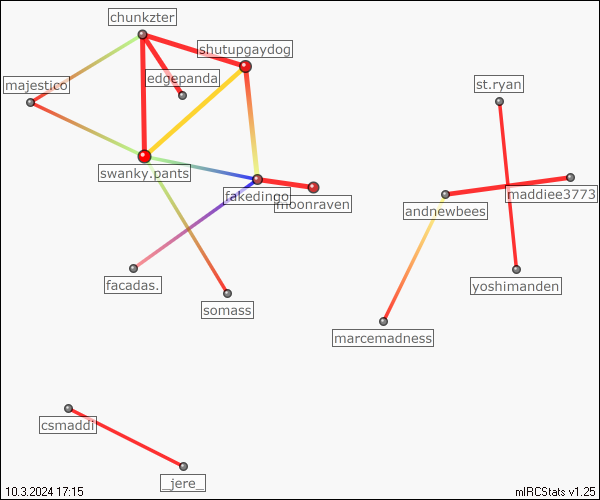 chunkzter
shutupgaydog
edgepanda
majestico
st.ryan
swanky.pants
fakedingo
moonraven
maddiee3773
andnewbees
facadas.
yoshimanden
somass
marcemadness
csmaddi
_jere_
10.3.2024 17:15
mIRCStats v1.25